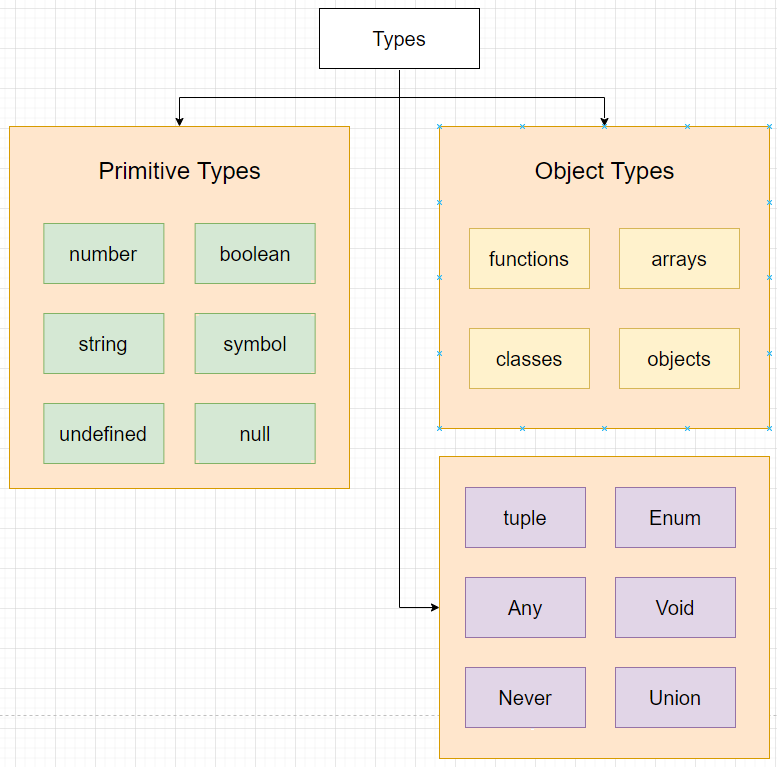 Types
Primitive Types
number
boolean
string
symbol
undefined
null
Object Types
functions
arrays
classes
objects
tuple
Enum
Any
Void
Never
Union